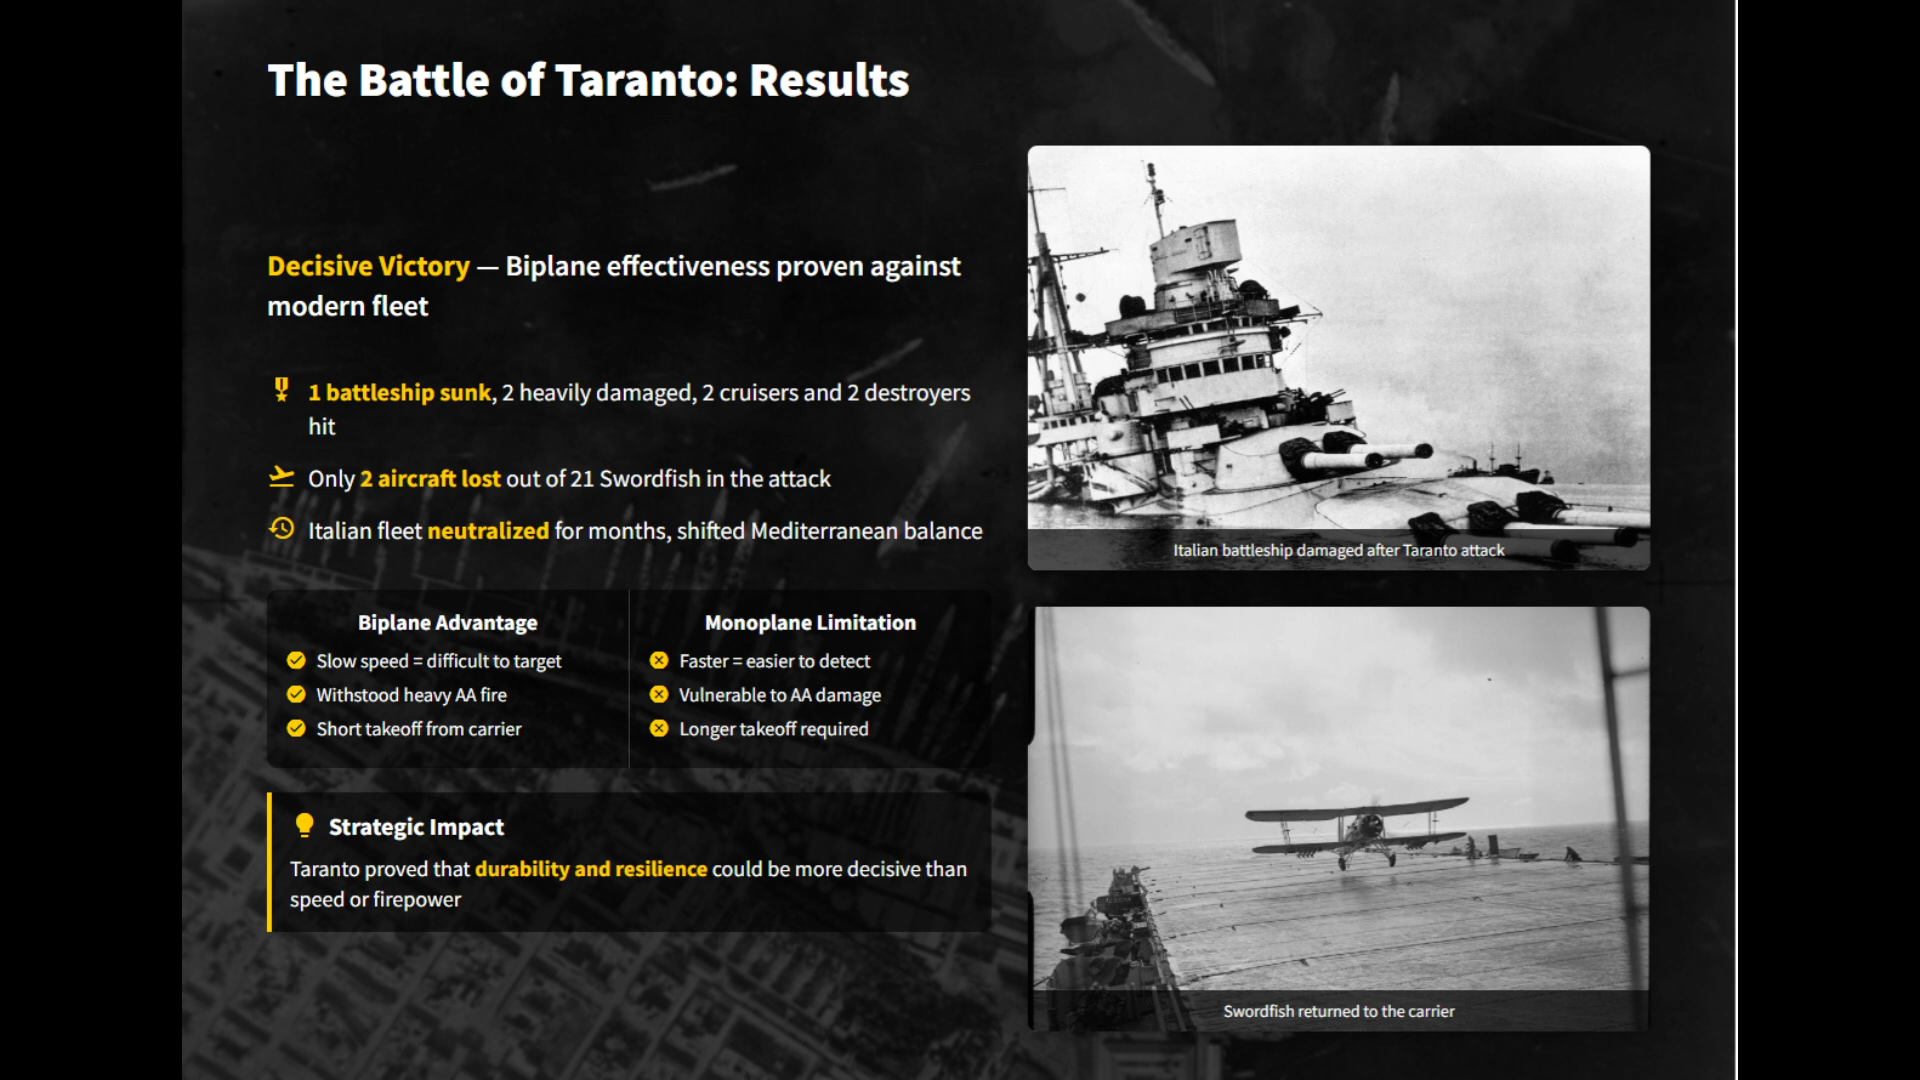 The Battle of Taranto: Results
Decisive Victory — Biplane effectiveness proven against
modern fleet
1 battleship sunk, 2 heavily damaged, 2 cruisers and 2 destroyers
hit
Only 2 aircraft lost out of 21 Swordfish in the attack
Italian fleet neutralized for months, shifted Mediterranean balance
Biplane Advantage
Slow speed = difficult to target
Withstood heavy AA fire
Short takeoff from carrier
Monoplane Limitation
Faster = easier to detect
Vulnerable to AA damage
Longer takeoff required
Strategic Impact
Taranto proved that durability and resilience could be more decisive than
speed or firepower
Italian battleship damaged after Taranto attack
Swordfish returned to the carrier